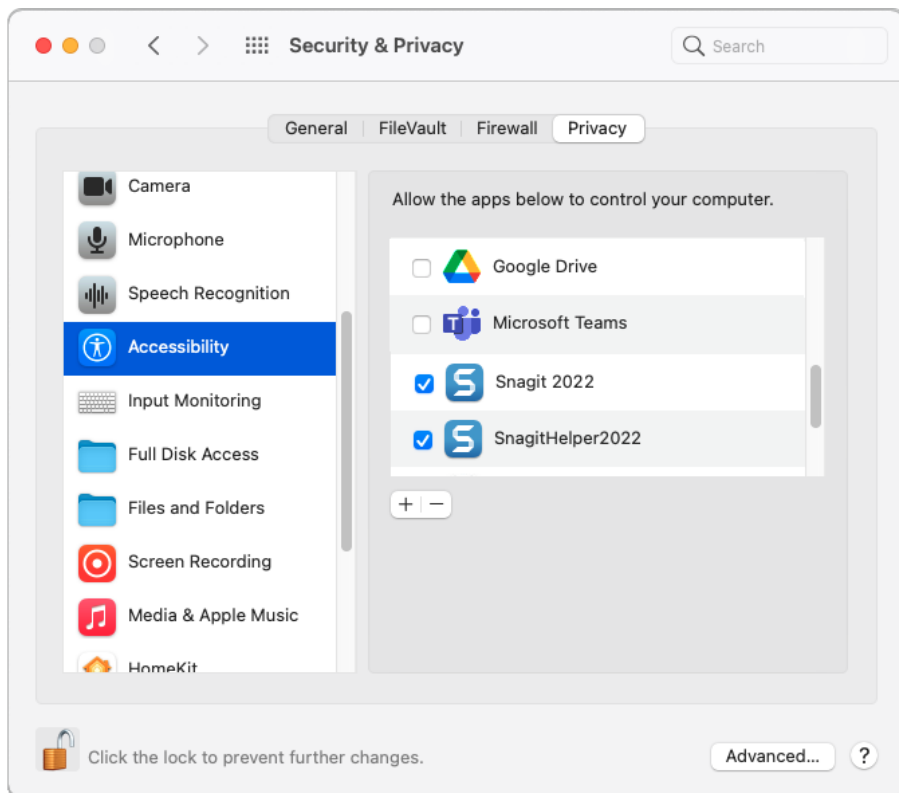 Security & Privacy
Search
General
FileVault
Firewall
Privacy
Camera
Microphone
Speech Recognition
Accessibility
Input Monitoring
Full Disk Access
Files and Folders
Screen Recording
Media & Apple Music
HomeKit
Allow the apps below to control your computer.
Google Drive
Microsoft Teams
Snagit 2022
SnagitHelper2022
+ −
Click the lock to prevent further changes.
Advanced...
?